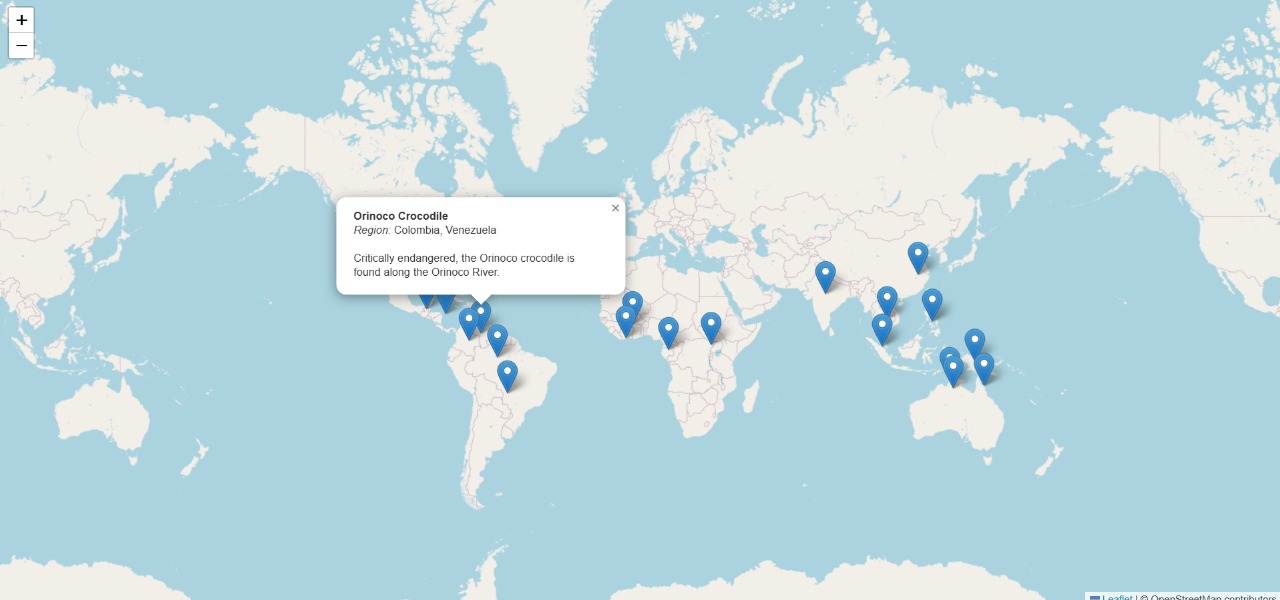 +
−
Orinoco Crocodile
×
Region: Colombia, Venezuela
Critically endangered, the Orinoco crocodile is
found along the Orinoco River.
Leaflet | © OpenStreetMap contributors